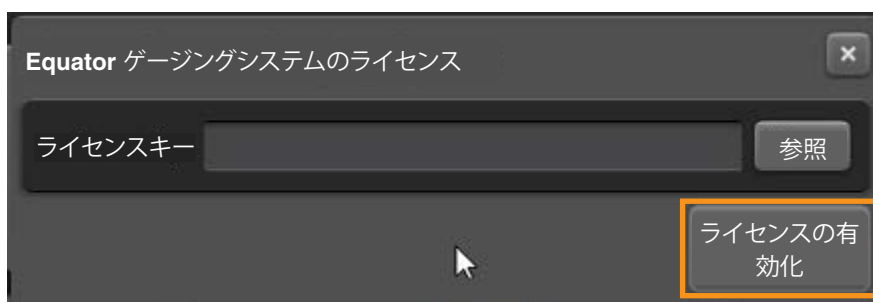 Equator ゲージングシステムのライセンス
ライセンスキー
参照
ライセンスの有
効化